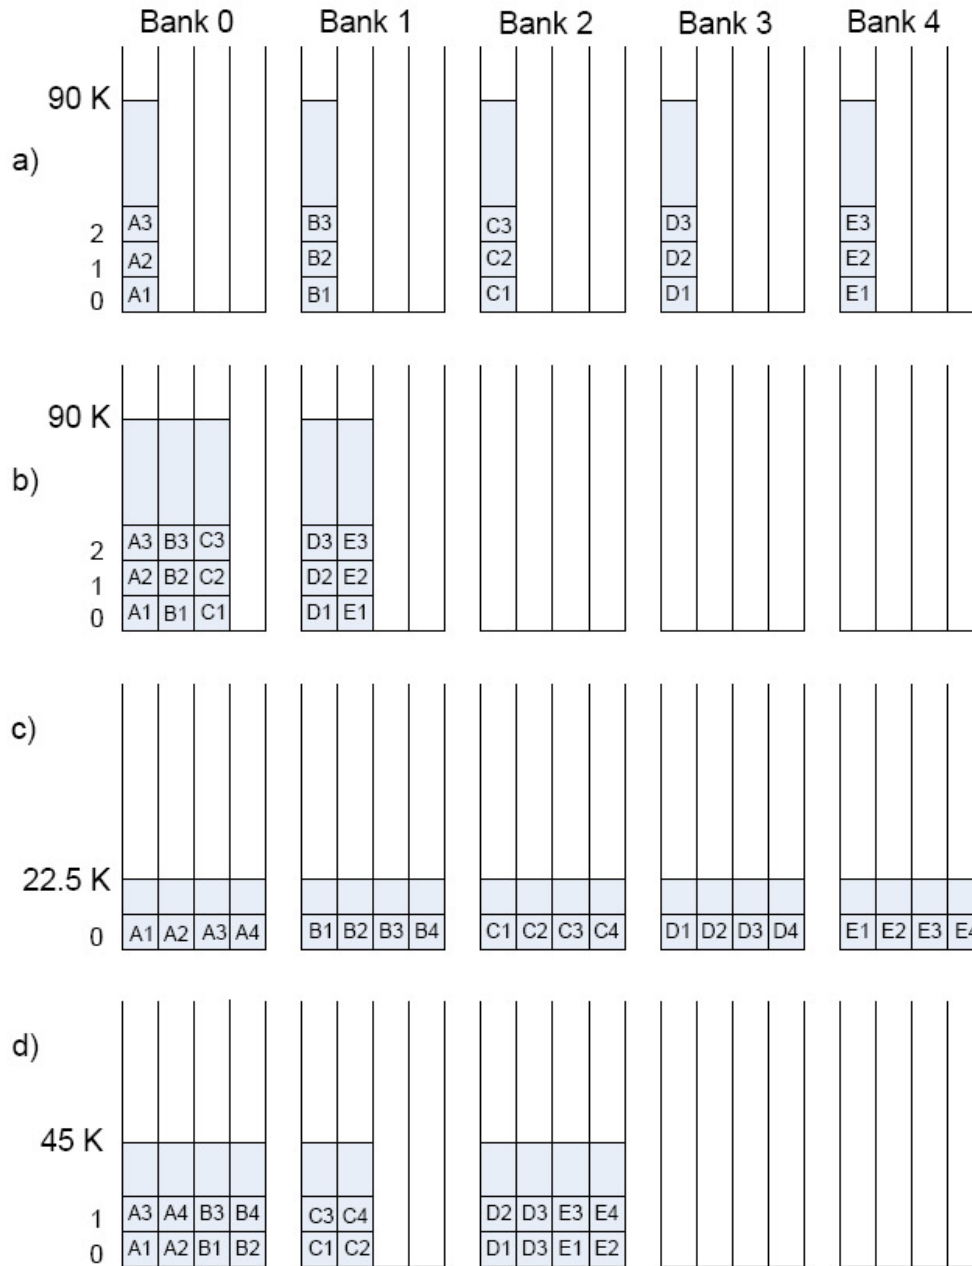 Bank 0 Bank 1 Bank 2 Bank 3 Bank 4
90 K
a)
2 A3 B3 C3 D3 E3
1 A2 B2 C2 D2 E2
0 A1 B1 C1 D1 E1
90 K
b)
2 A3 B3 C3 D3 E3
1 A2 B2 C2 D2 E2
0 A1 B1 C1 D1 E1
c)
22.5 K
0 A1 A2 A3 A4 B1 B2 B3 B4 C1 C2 C3 C4 D1 D2 D3 D4 E1 E2 E3 E4
d)
45 K
1 A3 A4 B3 B4 C3 C4 D2 D3 E3 E4
0 A1 A2 B1 B2 C1 C2 D1 D3 E1 E2